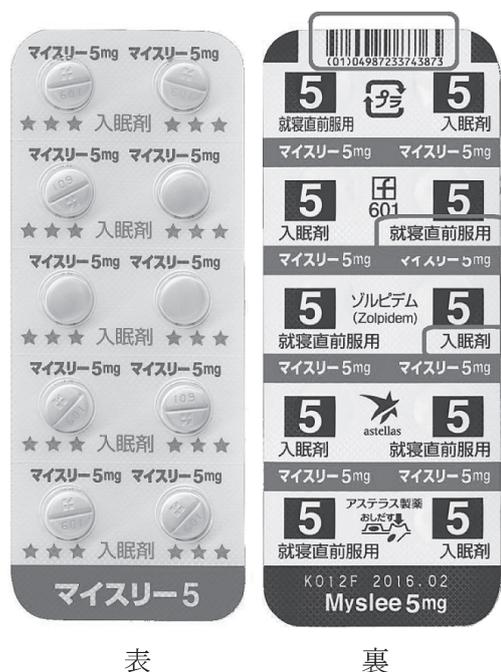 マイスリー5mg マイスリー5mg
601
★★★ 入眠剤 ★★★
マイスリー5mg マイスリー5mg
601
★★★ 入眠剤 ★★★
マイスリー5mg マイスリー5mg
★★★ 入眠剤 ★★★
マイスリー5mg マイスリー5mg
601
★★★ 入眠剤 ★★★
マイスリー5mg マイスリー5mg
601
★★★ 入眠剤 ★★★
マイスリー5
表
(01)04987233743873
5 プラ 5
就寝直前服用 入眠剤
マイスリー5mg マイスリー5mg
5 f 601 5
入眠剤 就寝直前服用
マイスリー5mg マイスリー5mg
5 ゾルピデム 5
(Zolpidem)
就寝直前服用 入眠剤
マイスリー5mg マイスリー5mg
5 astellas 5
入眠剤 就寝直前服用
マイスリー5mg マイスリー5mg
アステラス製薬
5 おしだす 5
就寝直前服用 入眠剤
K012F 2016.02
Myslee 5mg
裏